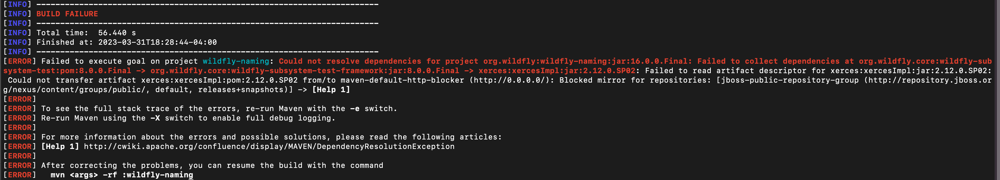 [INFO] ------------------------------------------------------------------------
[INFO] BUILD FAILURE
[INFO] ------------------------------------------------------------------------
[INFO] Total time:  56.440 s
[INFO] Finished at: 2023-03-31T18:28:44-04:00
[INFO] ------------------------------------------------------------------------
[ERROR] Failed to execute goal on project wildfly-naming: Could not resolve dependencies for project org.wildfly:wildfly-naming:jar:16.0.0.Final: Failed to collect dependencies at org.wildfly.core:wildfly-sub
system-test:pom:8.0.0.Final -> org.wildfly.core:wildfly-subsystem-test-framework:jar:8.0.0.Final -> xerces:xercesImpl:jar:2.12.0.SP02: Failed to read artifact descriptor for xerces:xercesImpl:jar:2.12.0.SP02:
 Could not transfer artifact xerces:xercesImpl:pom:2.12.0.SP02 from/to maven-default-http-blocker (http://0.0.0.0/): Blocked mirror for repositories: [jboss-public-repository-group (http://repository.jboss.or
g/nexus/content/groups/public/, default, releases+snapshots)] -> [Help 1]
[ERROR]
[ERROR] To see the full stack trace of the errors, re-run Maven with the -e switch.
[ERROR] Re-run Maven using the -X switch to enable full debug logging.
[ERROR]
[ERROR] For more information about the errors and possible solutions, please read the following articles:
[ERROR] [Help 1] http://cwiki.apache.org/confluence/display/MAVEN/DependencyResolutionException
[ERROR]
[ERROR] After correcting the problems, you can resume the build with the command
[ERROR]   mvn <args> -rf :wildfly-naming